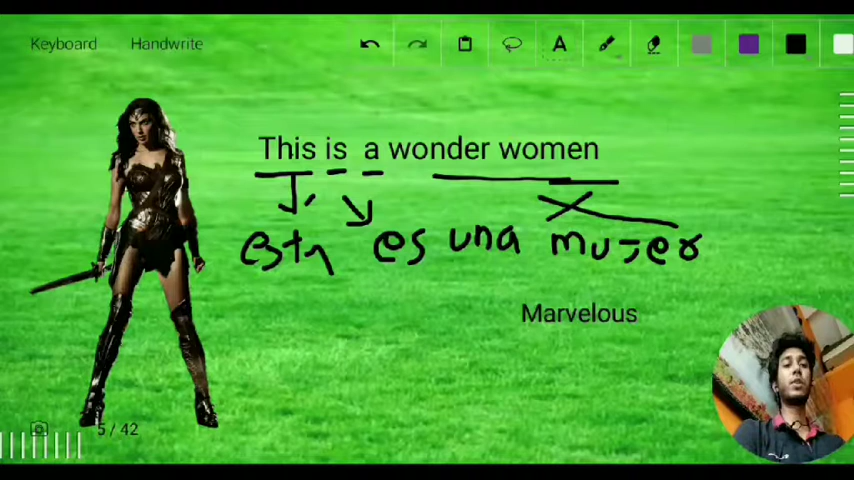 Keyboard Handwrite
This is a wonder women
esta es una mujer
Marvelous
5 / 42